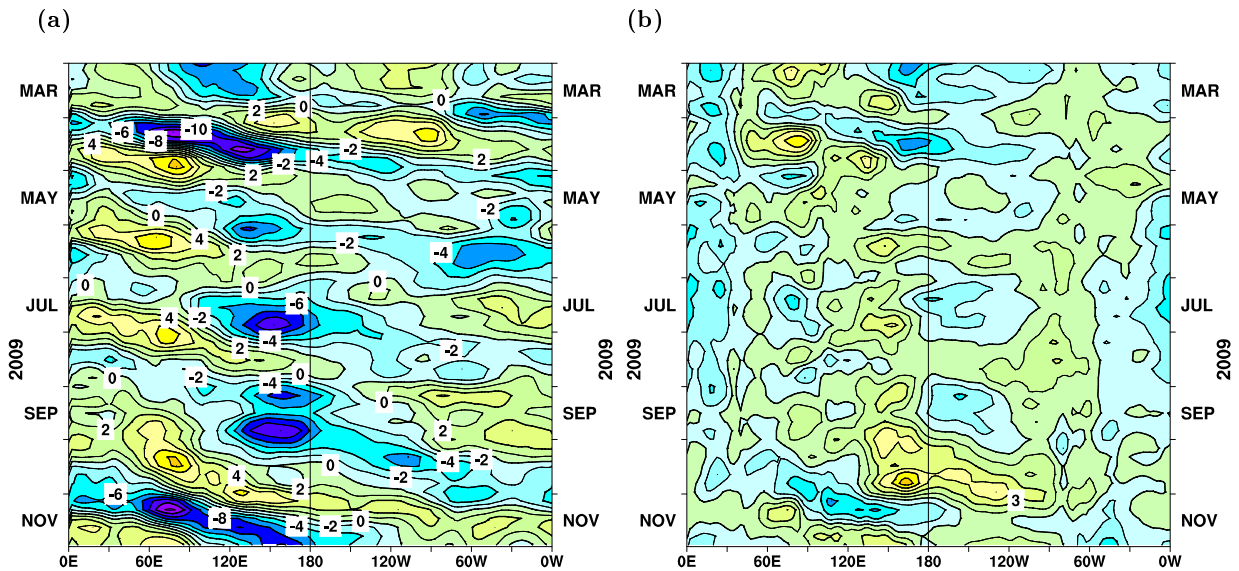 (a) (b)
MAR MAR MAR MAR
MAY MAY MAY MAY
JUL JUL JUL JUL
SEP SEP SEP SEP
NOV NOV NOV NOV
2009 2009 2009 2009
0E 60E 120E 180 120W 60W 0W
0E 60E 120E 180 120W 60W 0W
2 0 0
-6 -10
4 -8
-2 -4 -2 2
2
-2
0 -2
4 -2
2 -4
0 0
-6
4 -2
-4
2 -2
0 -2 -4 0
0
2 2
0 -4 -2
4 -2
-6 2
-8 -4 -2 0
3